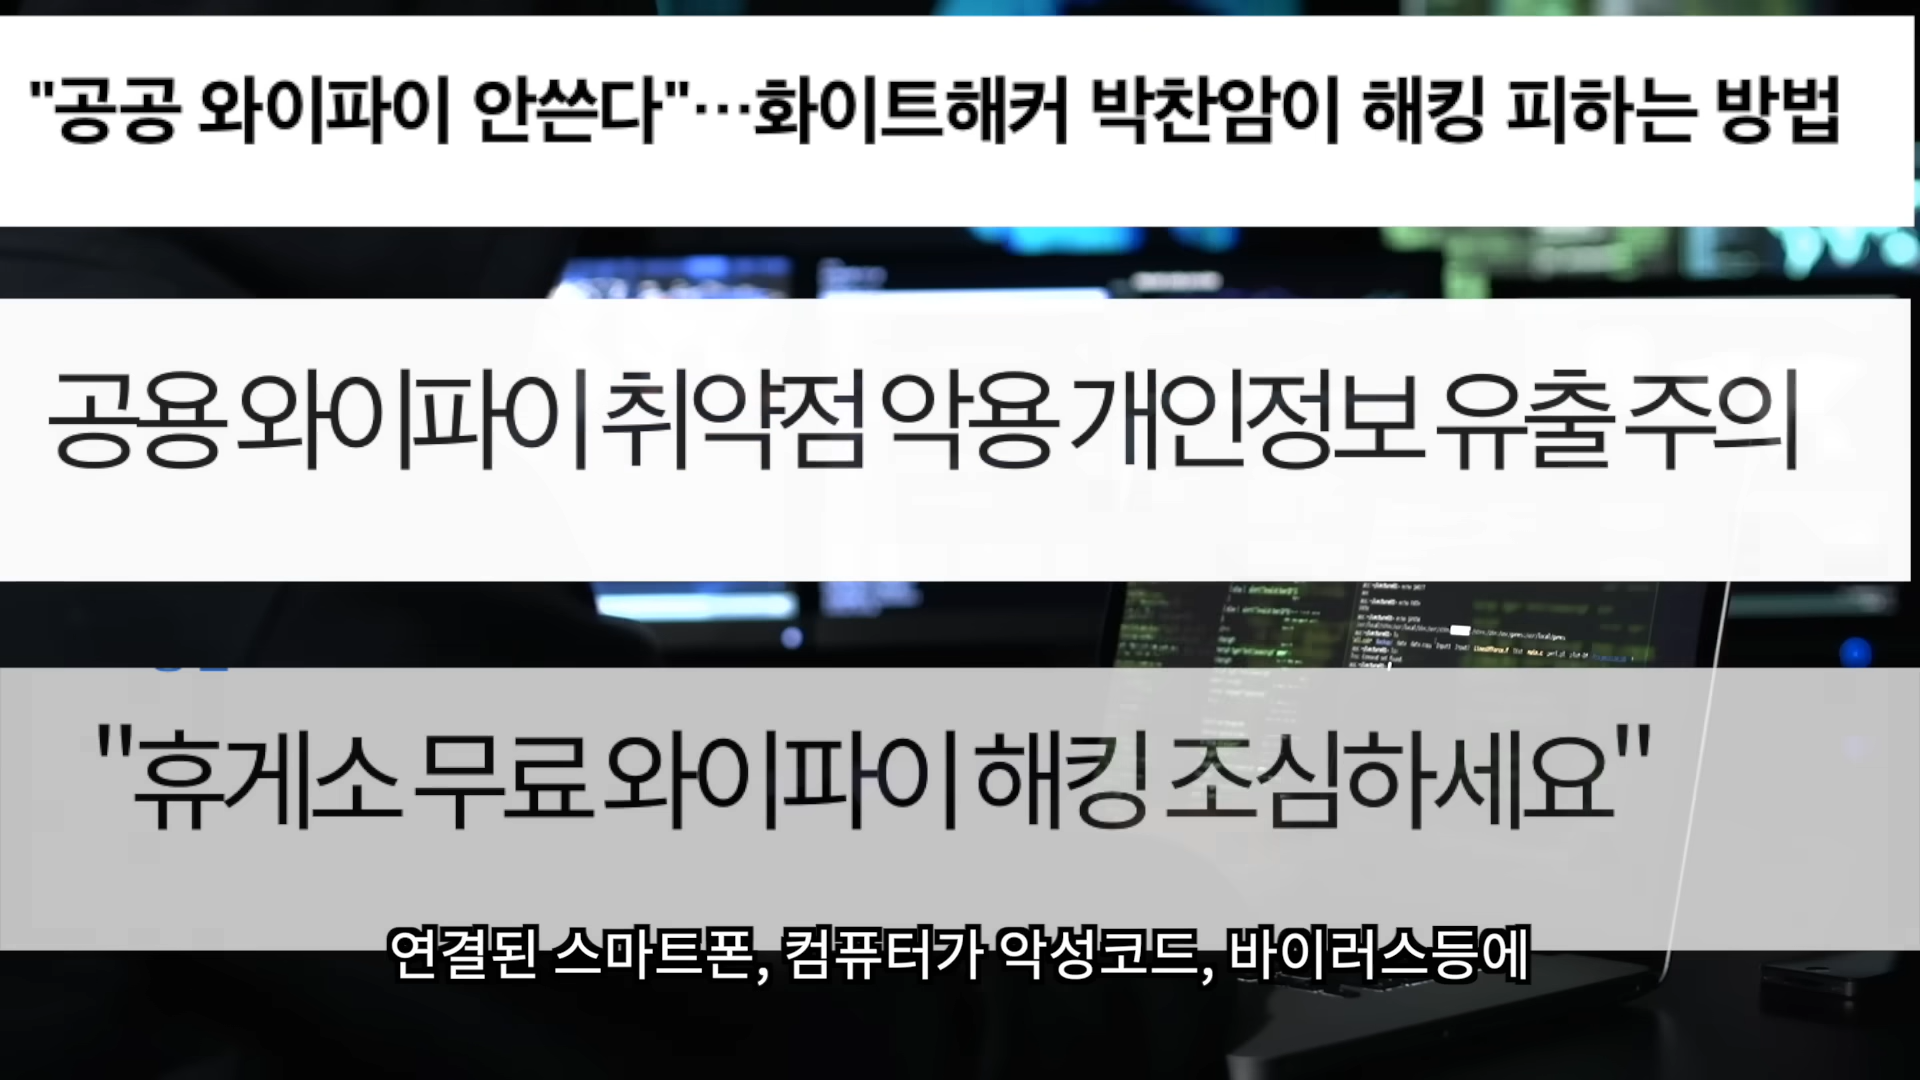 "공공 와이파이 안쓴다"…화이트해커 박찬암이 해킹 피하는 방법
공용 와이파이 취약점 악용 개인정보 유출 주의
"휴게소 무료 와이파이 해킹 조심하세요"
연결된 스마트폰, 컴퓨터가 악성코드, 바이러스등에